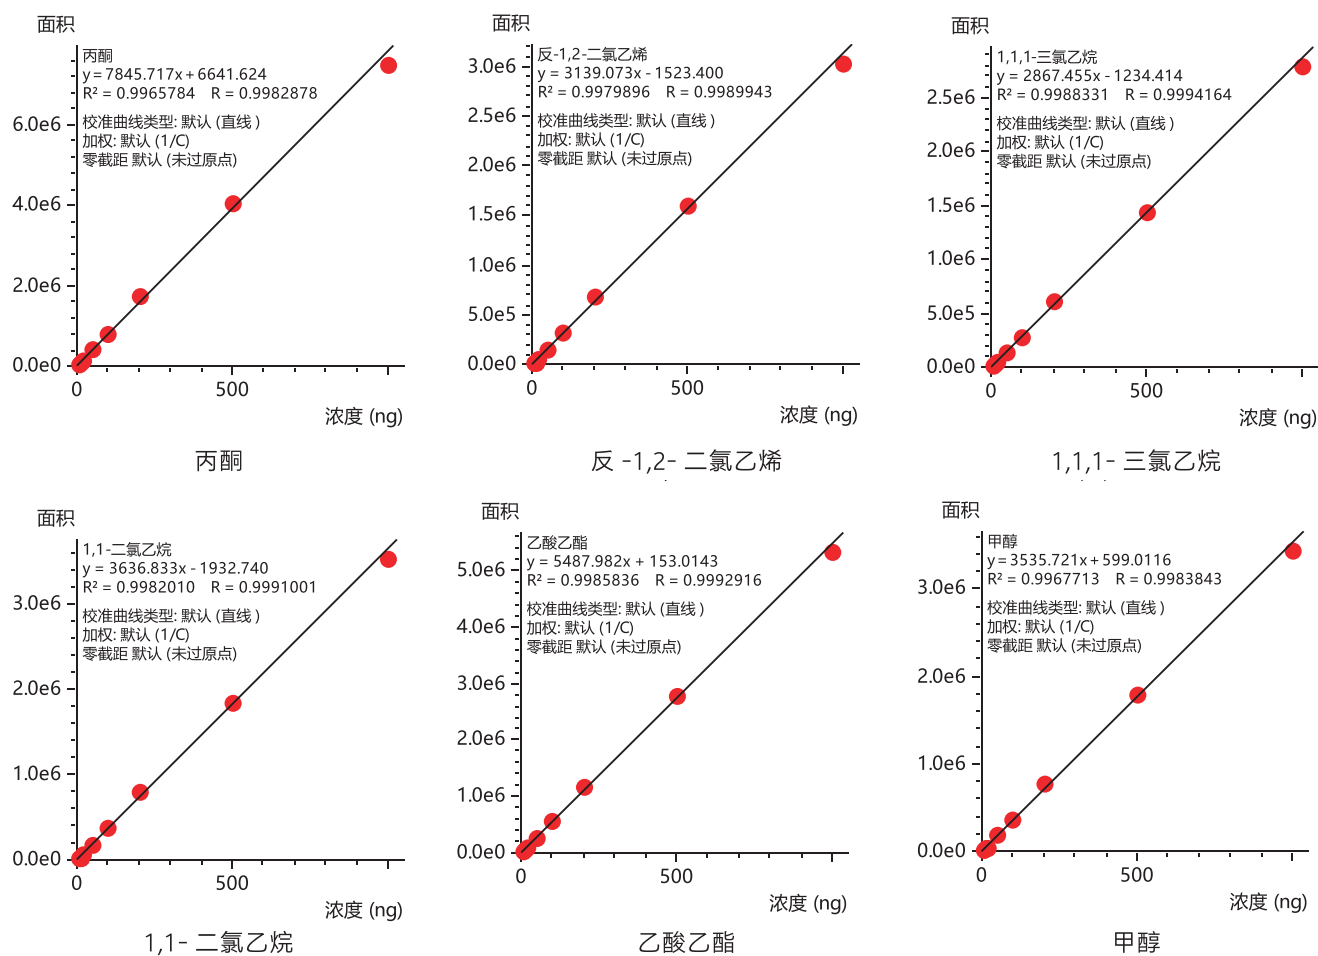 面积
丙酮
y = 7845.717x + 6641.624
R² = 0.9965784 R = 0.9982878
校准曲线类型: 默认 (直线 )
加权: 默认 (1/C)
零截距 默认 (未过原点)
6.0e6
4.0e6
2.0e6
0.0e0
0
500
浓度 (ng)
丙酮
面积
反-1,2-二氯乙烯
y = 3139.073x - 1523.400
R² = 0.9979896 R = 0.9989943
校准曲线类型: 默认 (直线 )
加权: 默认 (1/C)
零截距 默认 (未过原点)
3.0e6
2.5e6
2.0e6
1.5e6
1.0e6
5.0e5
0.0e0
0
500
浓度 (ng)
反 -1,2- 二氯乙烯
面积
1,1,1-三氯乙烷
y = 2867.455x - 1234.414
R² = 0.9988331 R = 0.9994164
校准曲线类型: 默认 (直线 )
加权: 默认 (1/C)
零截距 默认 (未过原点)
2.5e6
2.0e6
1.5e6
1.0e6
5.0e5
0.0e0
0
500
浓度 (ng)
1,1,1- 三氯乙烷
面积
1,1-二氯乙烷
y = 3636.833x - 1932.740
R² = 0.9982010 R = 0.9991001
校准曲线类型: 默认 (直线 )
加权: 默认 (1/C)
零截距 默认 (未过原点)
3.0e6
2.0e6
1.0e6
0.0e0
0
500
浓度 (ng)
1,1- 二氯乙烷
面积
乙酸乙酯
y = 5487.982x + 153.0143
R² = 0.9985836 R = 0.9992916
校准曲线类型: 默认 (直线 )
加权: 默认 (1/C)
零截距 默认 (未过原点)
5.0e6
4.0e6
3.0e6
2.0e6
1.0e6
0.0e0
0
500
浓度 (ng)
乙酸乙酯
面积
甲醇
y = 3535.721x + 599.0116
R² = 0.9967713 R = 0.9983843
校准曲线类型: 默认 (直线 )
加权: 默认 (1/C)
零截距 默认 (未过原点)
3.0e6
2.0e6
1.0e6
0.0e0
0
500
浓度 (ng)
甲醇